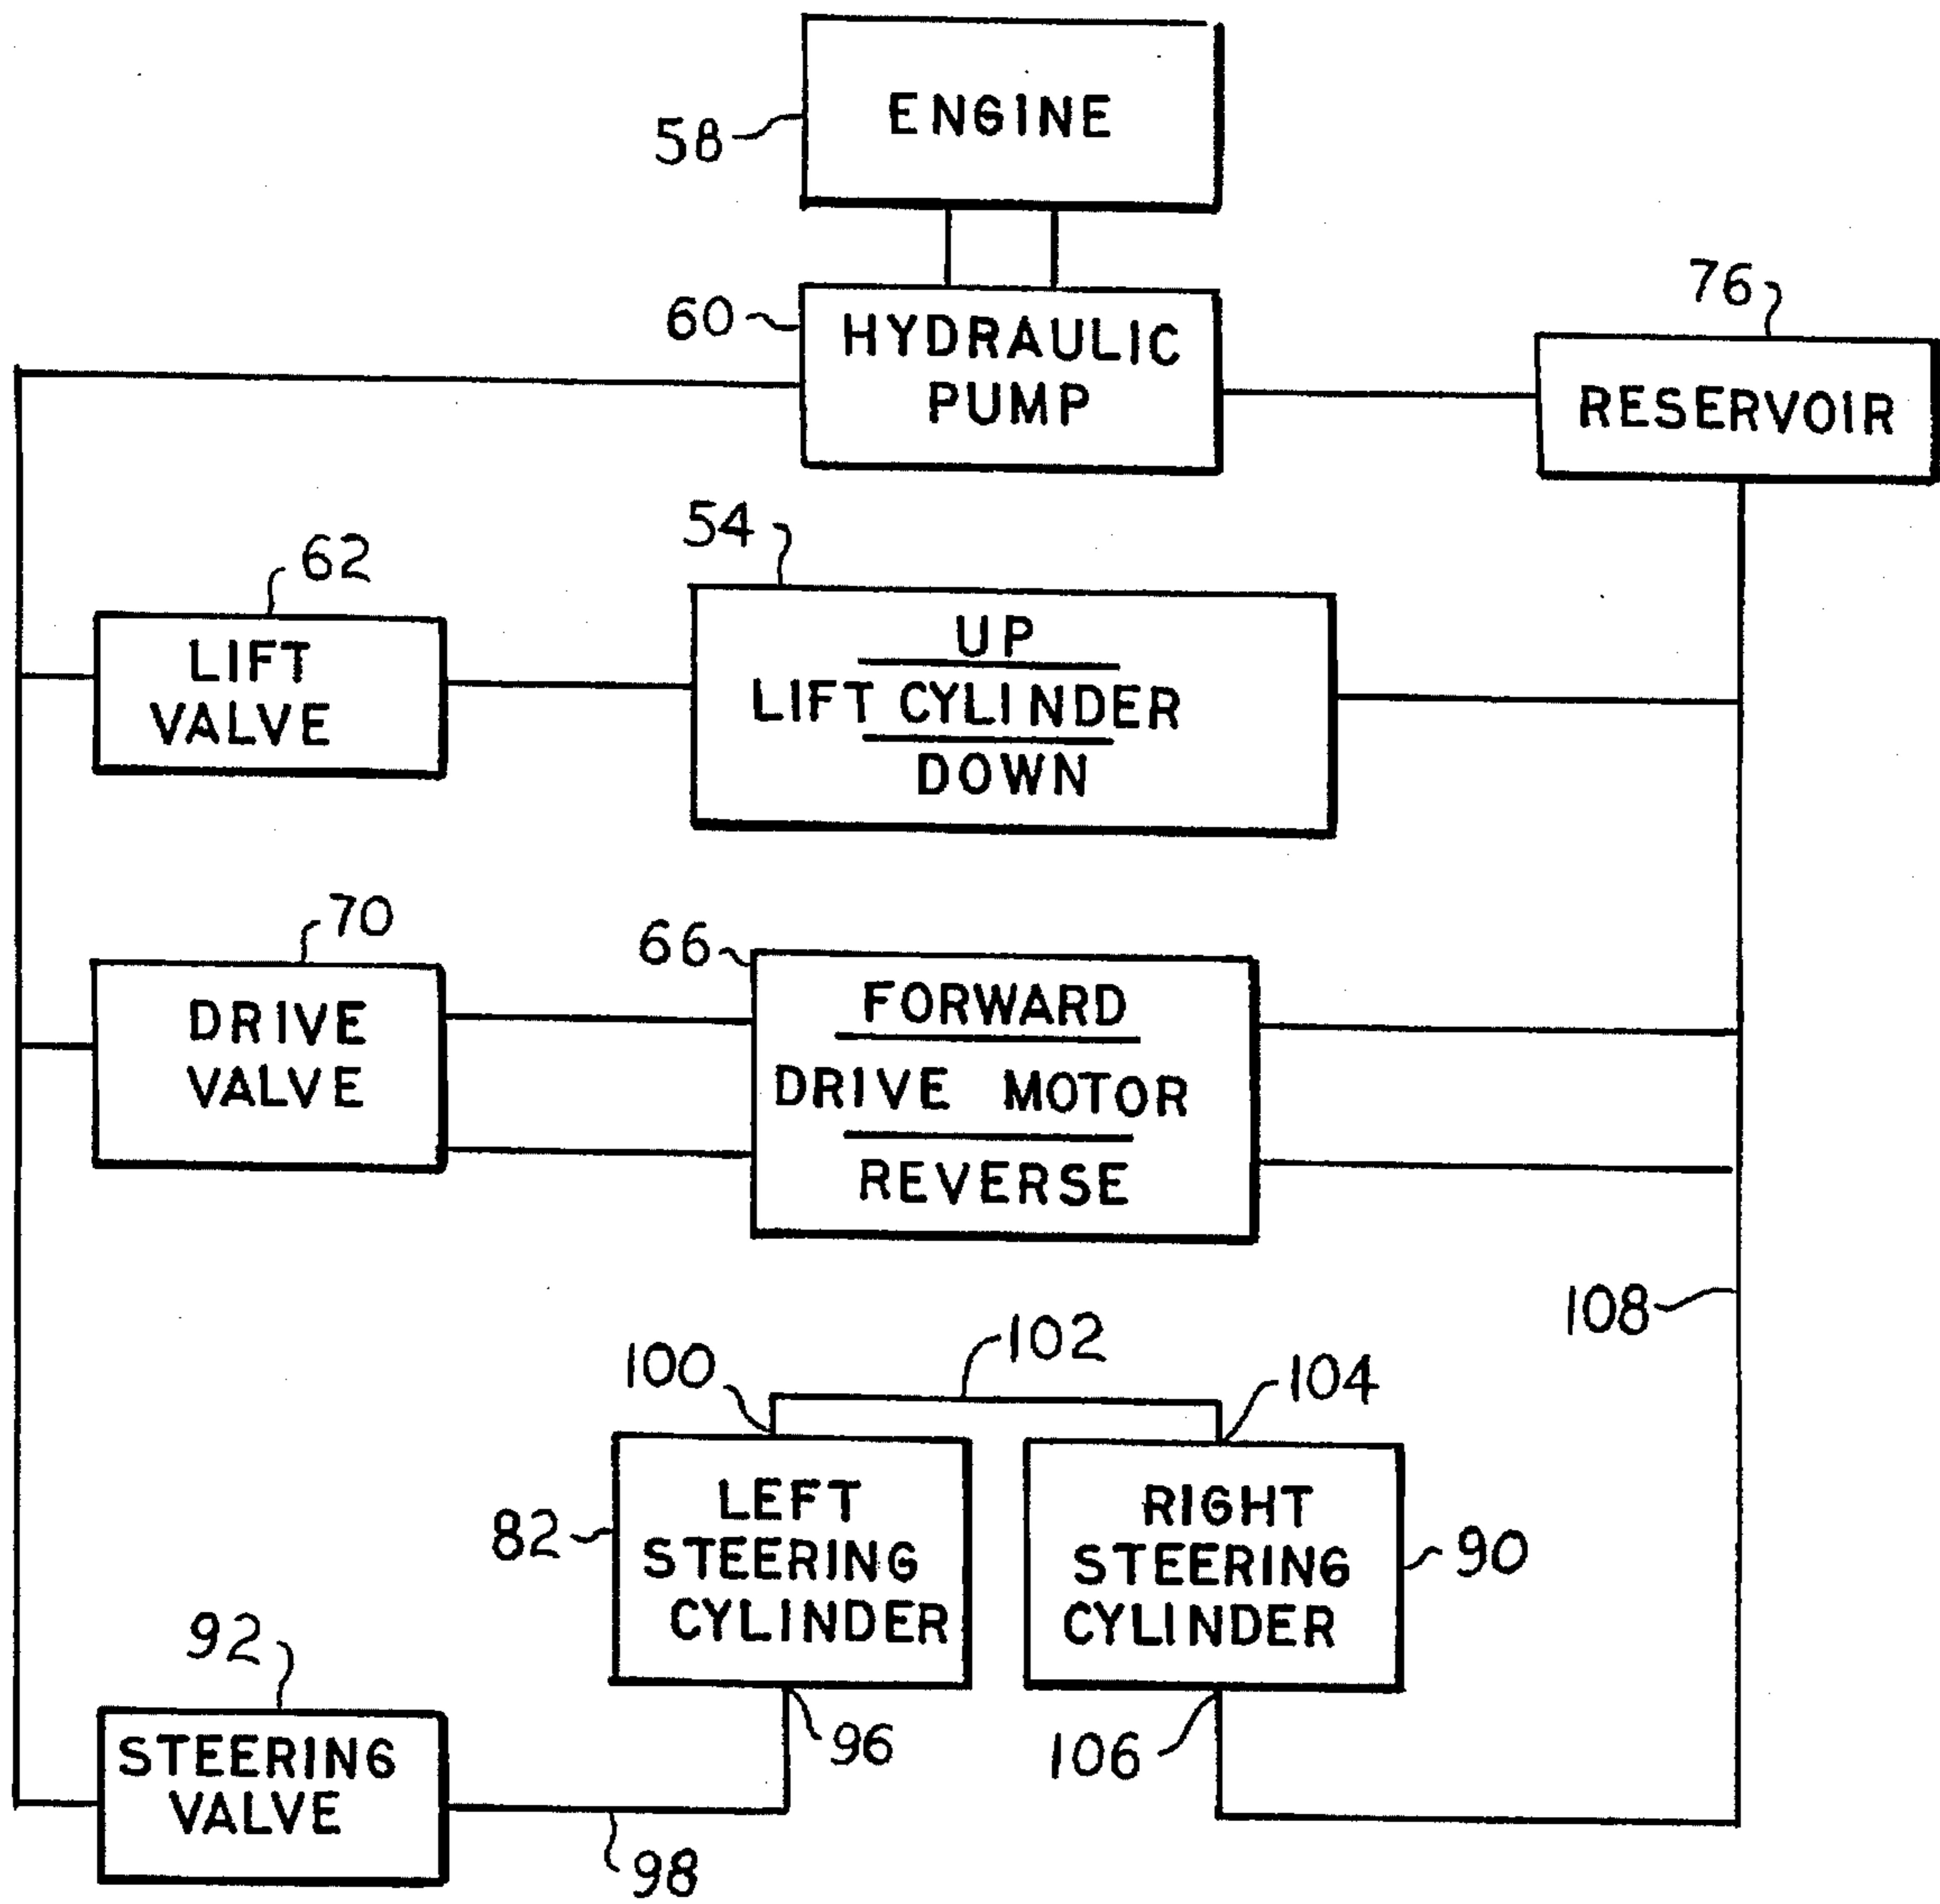 ENGINE
58
HYDRAULIC
PUMP
60
76
RESERVOIR
62
LIFT
VALVE
54
UP
LIFT CYLINDER
DOWN
70
DRIVE
VALVE
66
FORWARD
DRIVE MOTOR
REVERSE
108
102
100
104
LEFT
STEERING
CYLINDER
82
RIGHT
STEERING
CYLINDER
90
92
STEERING
VALVE
96
106
98